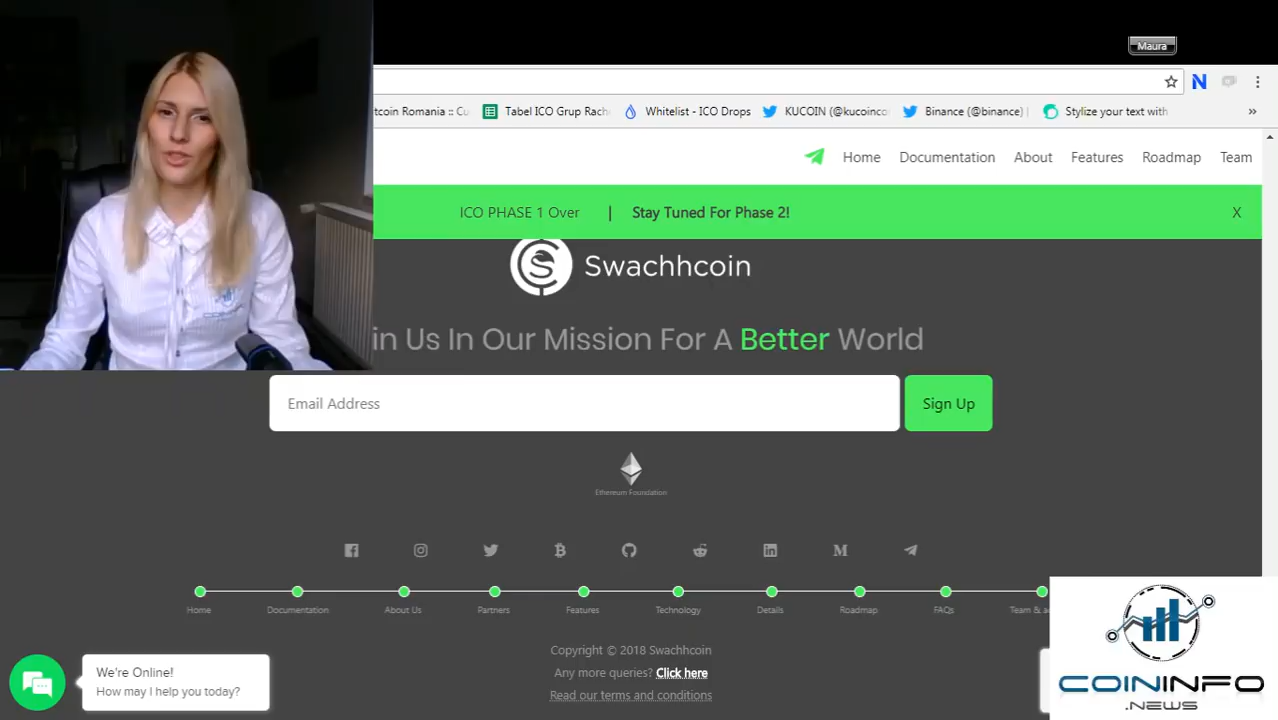 Maura
tcoin Romania :: Cu
Tabel ICO Grup Rach
Whitelist - ICO Drops
KUCOIN (@kucoinco
Binance (@binance) |
Stylize your text with
»
Home
Documentation
About
Features
Roadmap
Team
ICO PHASE 1 Over | Stay Tuned For Phase 2!
X
Swachhcoin
in Us In Our Mission For A Better World
Email Address
Sign Up
Ethereum Foundation
Home
Documentation
About Us
Partners
Features
Technology
Details
Roadmap
FAQs
Team & a
Copyright © 2018 Swachhcoin
Any more queries? Click here
Read our terms and conditions
We're Online!
How may I help you today?
COININFO
.NEWS